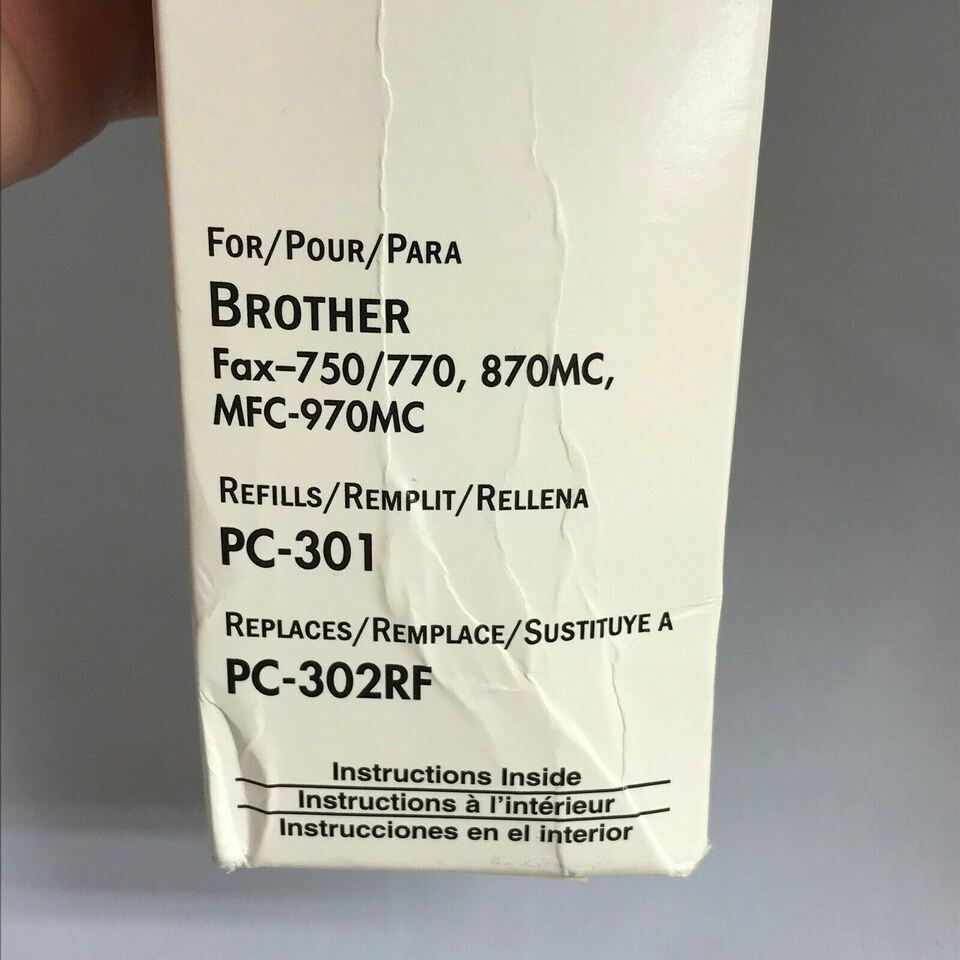 FOR/POUR/PARA
BROTHER
Fax–750/770, 870MC,
MFC-970MC
REFILLS/REMPLIT/RELLENA
PC-301
REPLACES/REMPLACE/SUSTITUYE A
PC-302RF
Instructions Inside
Instructions à l'intérieur
Instrucciones en el interior